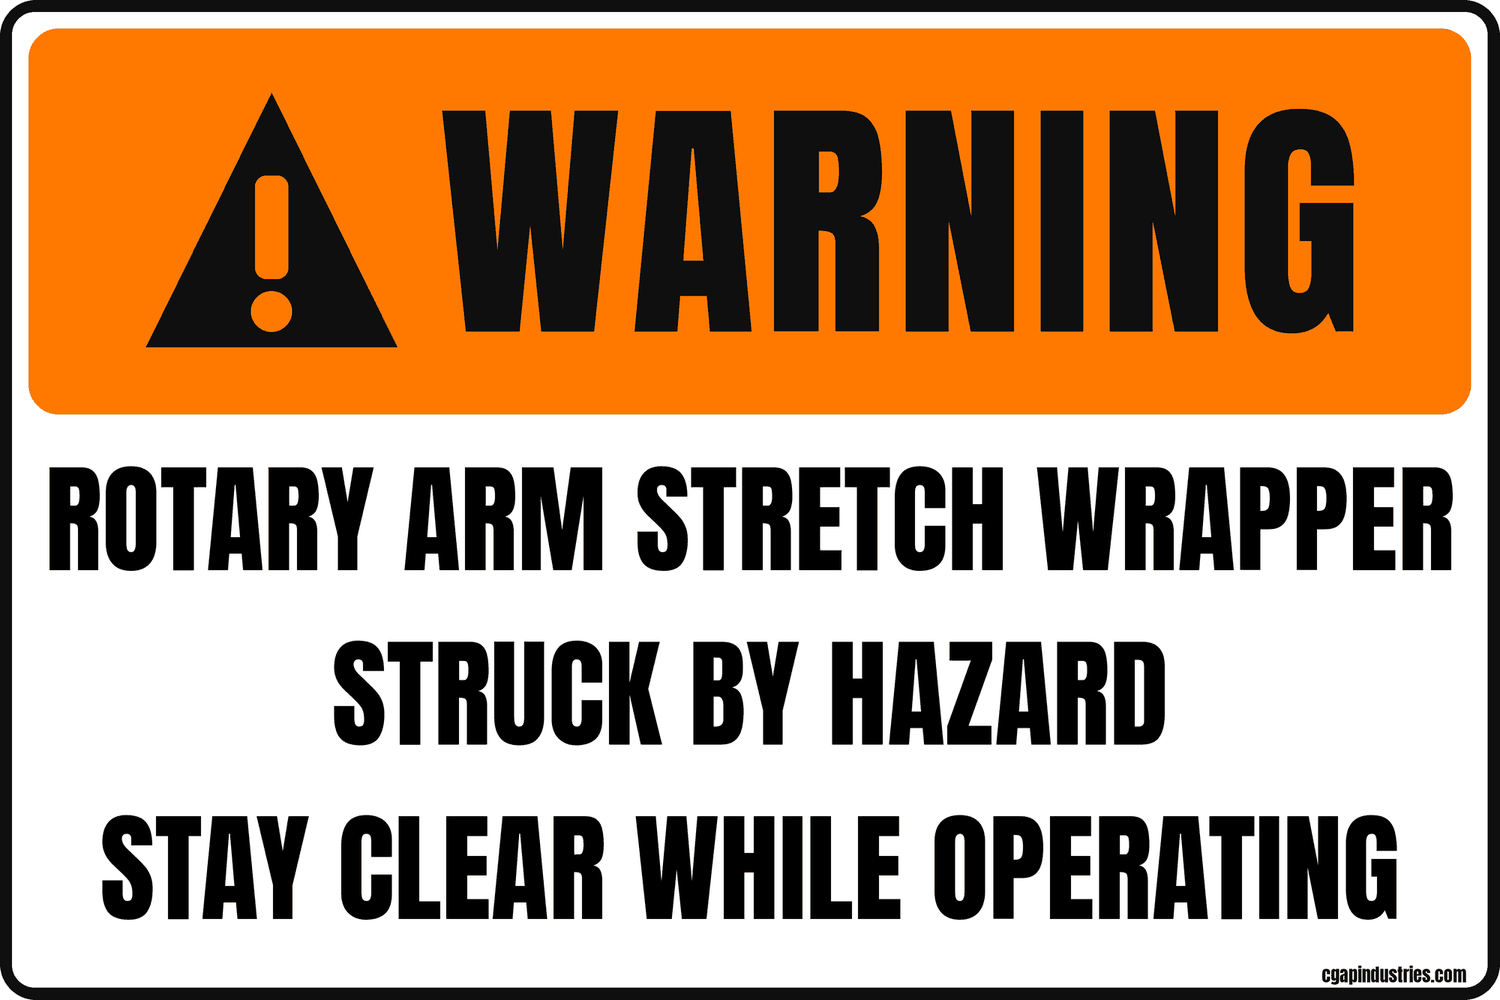 WARNING
ROTARY ARM STRETCH WRAPPER
STRUCK BY HAZARD
STAY CLEAR WHILE OPERATING
cgapindustries.com